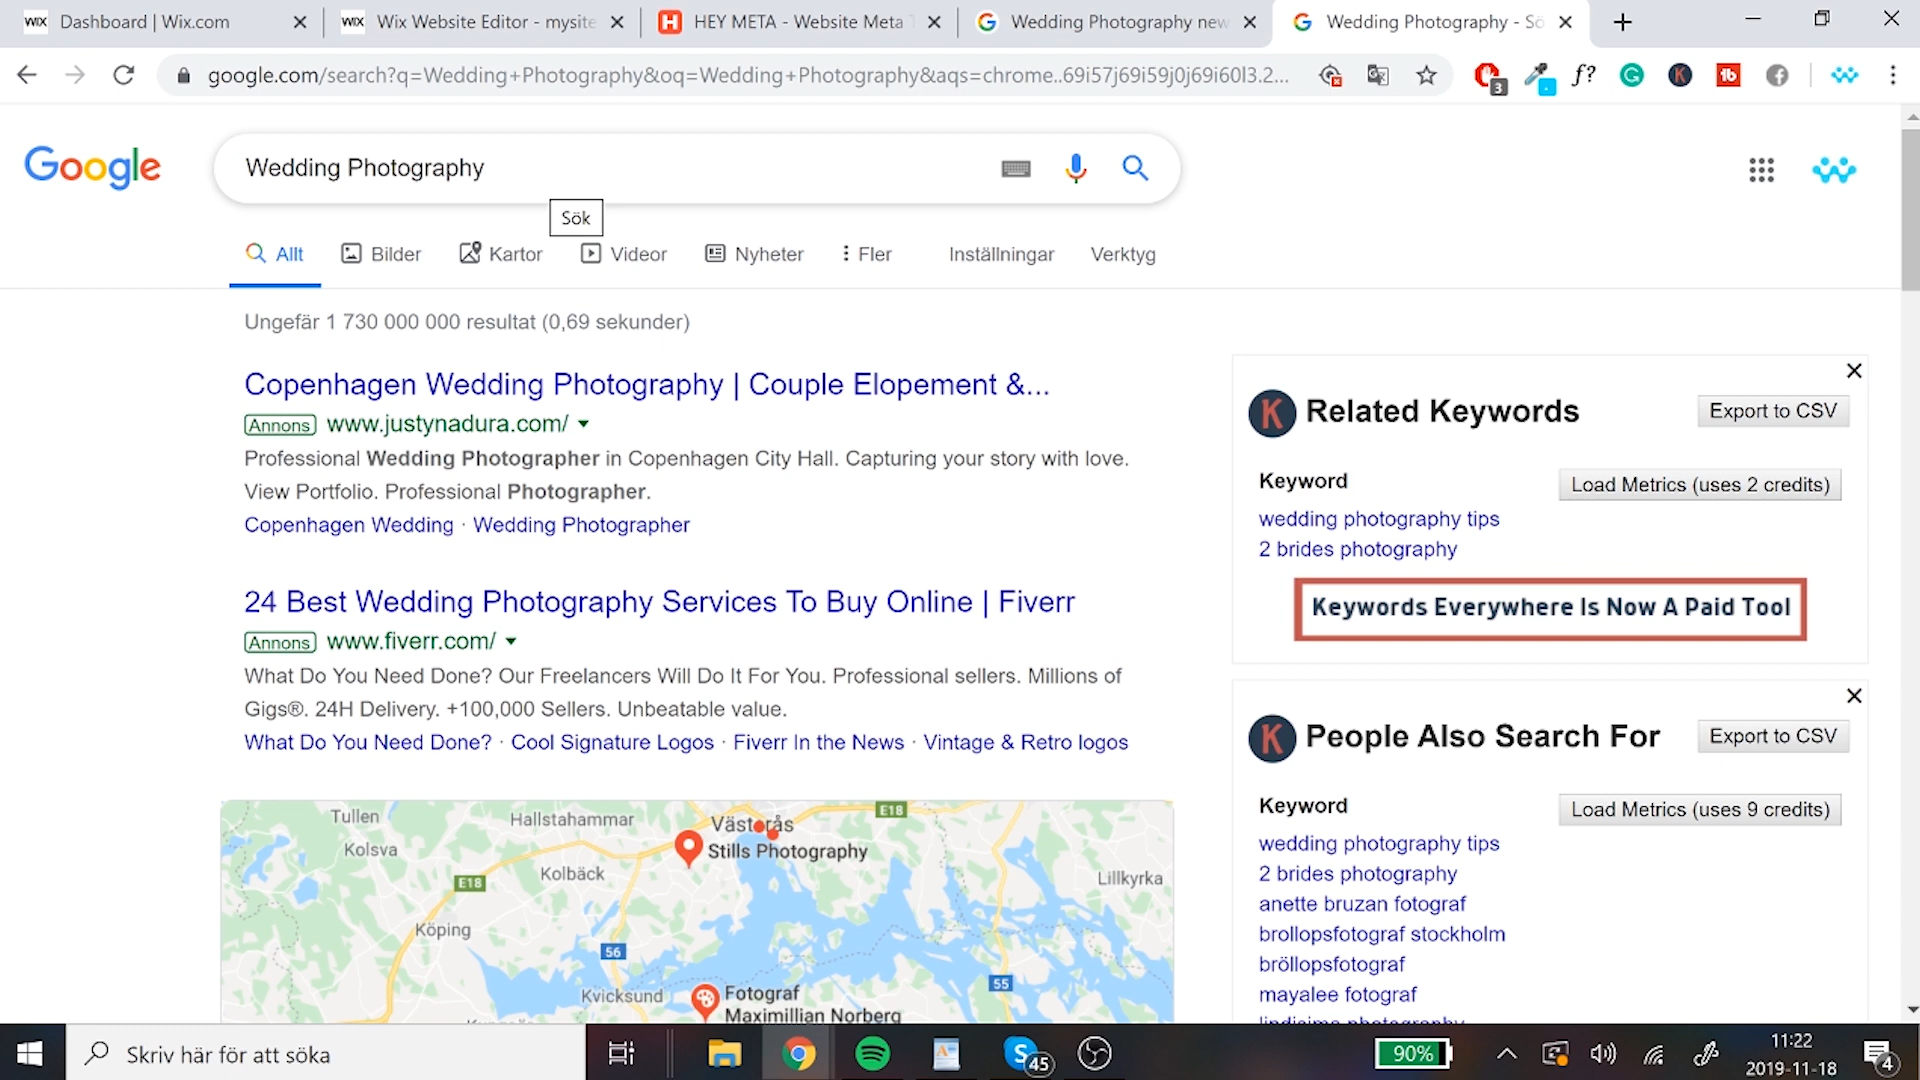 WIX Dashboard | Wix.com
WIX Wix Website Editor - mysite
H HEY META - Website Meta T
Wedding Photography new
Wedding Photography - Sö
google.com/search?q=Wedding+Photography&oq=Wedding+Photography&aqs=chrome..69i57j69i59j0j69i60l3.2...
3
f?
Google
Wedding Photography
Sök
Allt Bilder Kartor Videor Nyheter Fler Inställningar Verktyg
Ungefär 1 730 000 000 resultat (0,69 sekunder)
Copenhagen Wedding Photography | Couple Elopement &...
Annons www.justynadura.com/
Professional Wedding Photographer in Copenhagen City Hall. Capturing your story with love.
View Portfolio. Professional Photographer.
Copenhagen Wedding · Wedding Photographer
24 Best Wedding Photography Services To Buy Online | Fiverr
Annons www.fiverr.com/
What Do You Need Done? Our Freelancers Will Do It For You. Professional sellers. Millions of
Gigs®. 24H Delivery. +100,000 Sellers. Unbeatable value.
What Do You Need Done? · Cool Signature Logos · Fiverr In the News · Vintage & Retro logos
Tullen
Hallstahammar
E18
Västerås
Kolsva
Stills Photography
Kolbäck
Lillkyrka
E18
Köping
56
55
Kvicksund
Fotograf
Maximillian Norberg
K Related Keywords
Export to CSV
Keyword
Load Metrics (uses 2 credits)
wedding photography tips
2 brides photography
Keywords Everywhere Is Now A Paid Tool
K People Also Search For
Export to CSV
Keyword
Load Metrics (uses 9 credits)
wedding photography tips
2 brides photography
anette bruzan fotograf
brollopsfotograf stockholm
bröllopsfotograf
mayalee fotograf
Skriv här för att söka
45
90%
11:22
2019-11-18
4